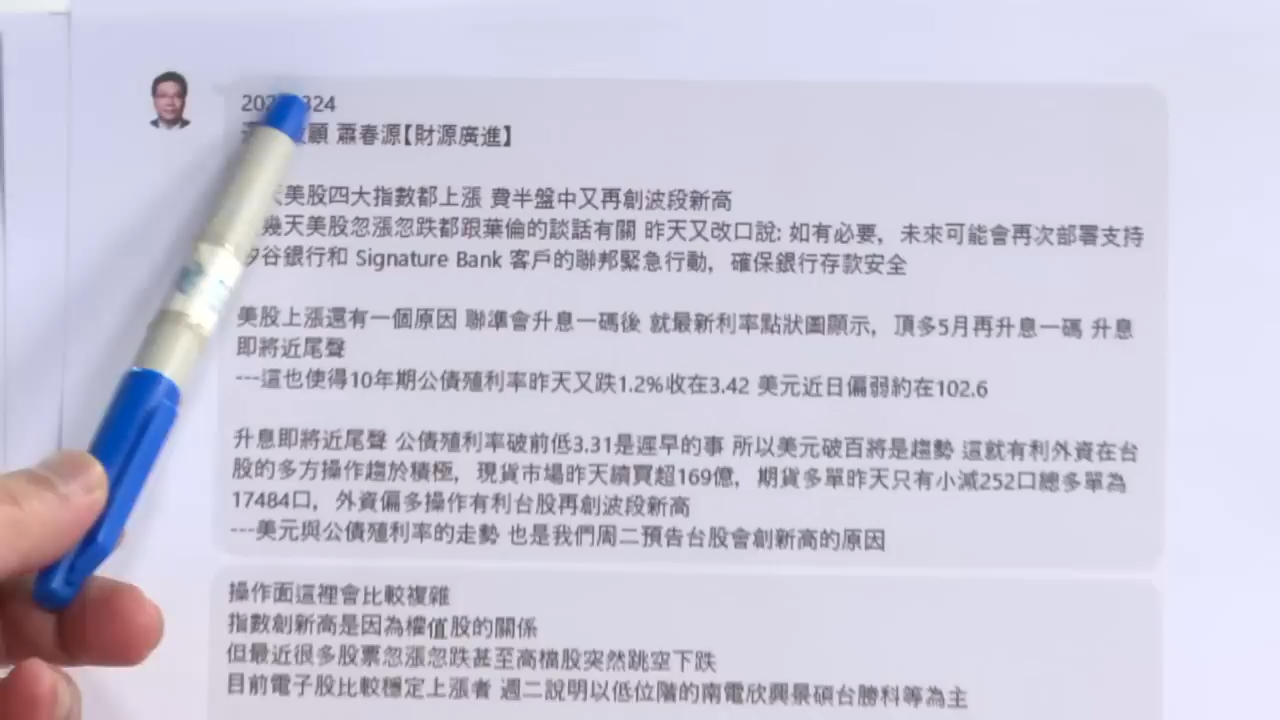 324
顧 蕭春源【財源廣進】
美股四大指數都上漲 費半盤中又再創波段新高
幾天美股忽漲忽跌都跟華倫的談話有關 昨天又改口說: 如有必要，未來可能會再次部署支持
谷銀行和 Signature Bank 客戶的聯邦緊急行動，確保銀行存款安全
美股上漲還有一個原因 聯準會升息一碼後 就最新利率點狀圖顯示，頂多5月再升息一碼 升息
即將近尾聲
---這也使得10年期公債殖利率昨天又跌1.2%收在3.42 美元近日偏弱約在102.6
升息即將近尾聲 公債殖利率破前低3.31是遲早的事 所以美元破百將是趨勢 這就有利外資在台
股的多方操作趨於積極，現貨市場昨天續買超169億，期貨多單昨天只有小減252口總多單為
17484口，外資偏多操作有利台股再創波段新高
---美元與公債殖利率的走勢 也是我們周二預告台股會創新高的原因
操作面這裡會比較複雜
指數創新高是因為權值股的關係
但最近很多股票忽漲忽跌甚至高檔股突然跳空下跌
目前電子股比較穩定上漲者 週二說明以低位階的南電欣興景碩台勝科等為主